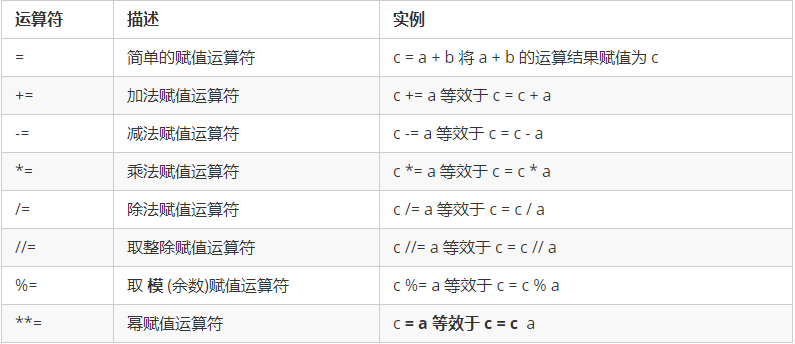 运算符 描述 实例
= 简单的赋值运算符 c = a + b 将 a + b 的运算结果赋值为 c
+= 加法赋值运算符 c += a 等效于 c = c + a
-= 减法赋值运算符 c -= a 等效于 c = c - a
*= 乘法赋值运算符 c *= a 等效于 c = c * a
/= 除法赋值运算符 c /= a 等效于 c = c / a
//= 取整除赋值运算符 c //= a 等效于 c = c // a
%= 取 模 (余数)赋值运算符 c %= a 等效于 c = c % a
**= 幂赋值运算符 c = a 等效于 c = c a